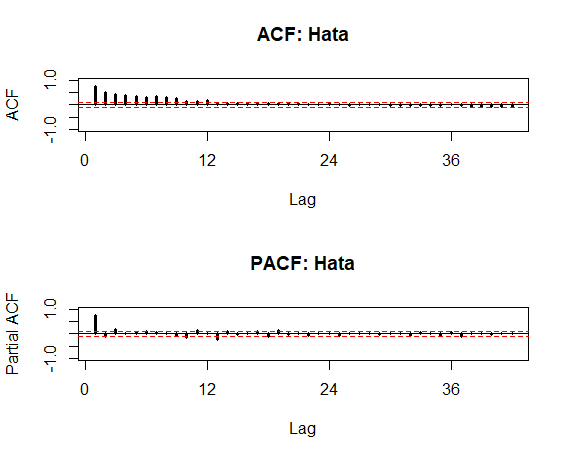 ACF: Hata
ACF
1.0
-1.0
0 12 24 36
Lag
PACF: Hata
Partial ACF
1.0
-1.0
0 12 24 36
Lag